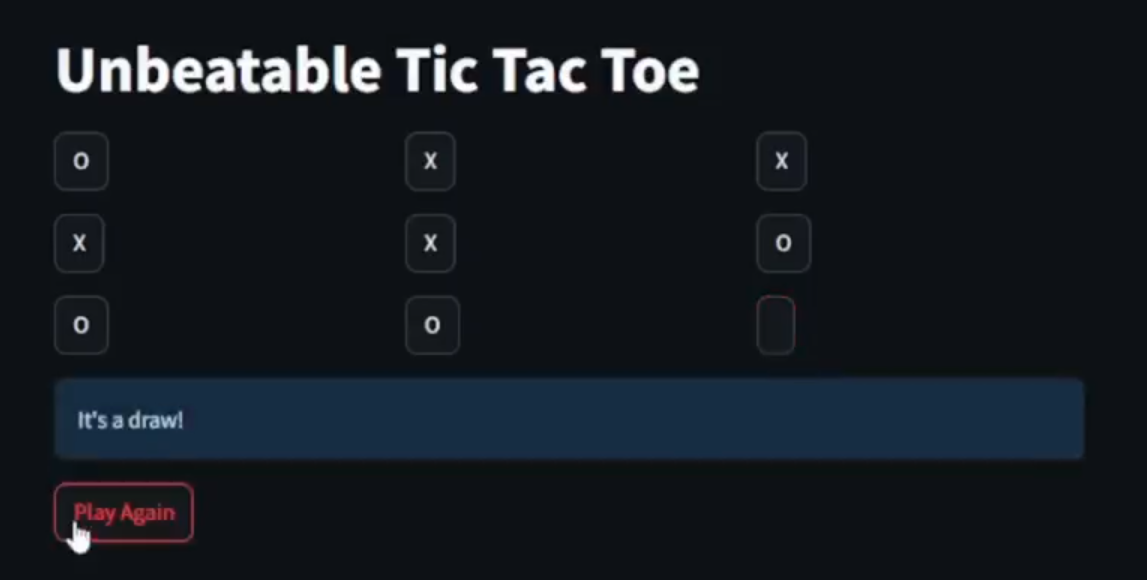 Unbeatable Tic Tac Toe
O X X
X X O
O O
It's a draw!
Play Again